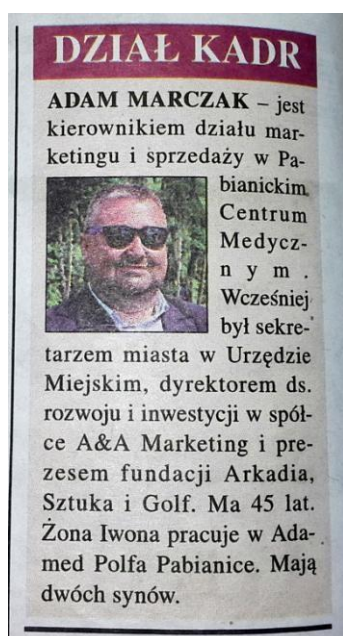 DZIAŁ KADR
ADAM MARCZAK – jest
kierownikiem działu mar-
ketingu i sprzedaży w Pa-
bianickim
Centrum
Medycz-
nym.
Wcześniej
był sekre-
tarzem miasta w Urzędzie
Miejskim, dyrektorem ds.
rozwoju i inwestycji w spół-
ce A&A Marketing i pre-
zesem fundacji Arkadia,
Sztuka i Golf. Ma 45 lat.
Żona Iwona pracuje w Ada-
med Polfa Pabianice. Mają
dwóch synów.